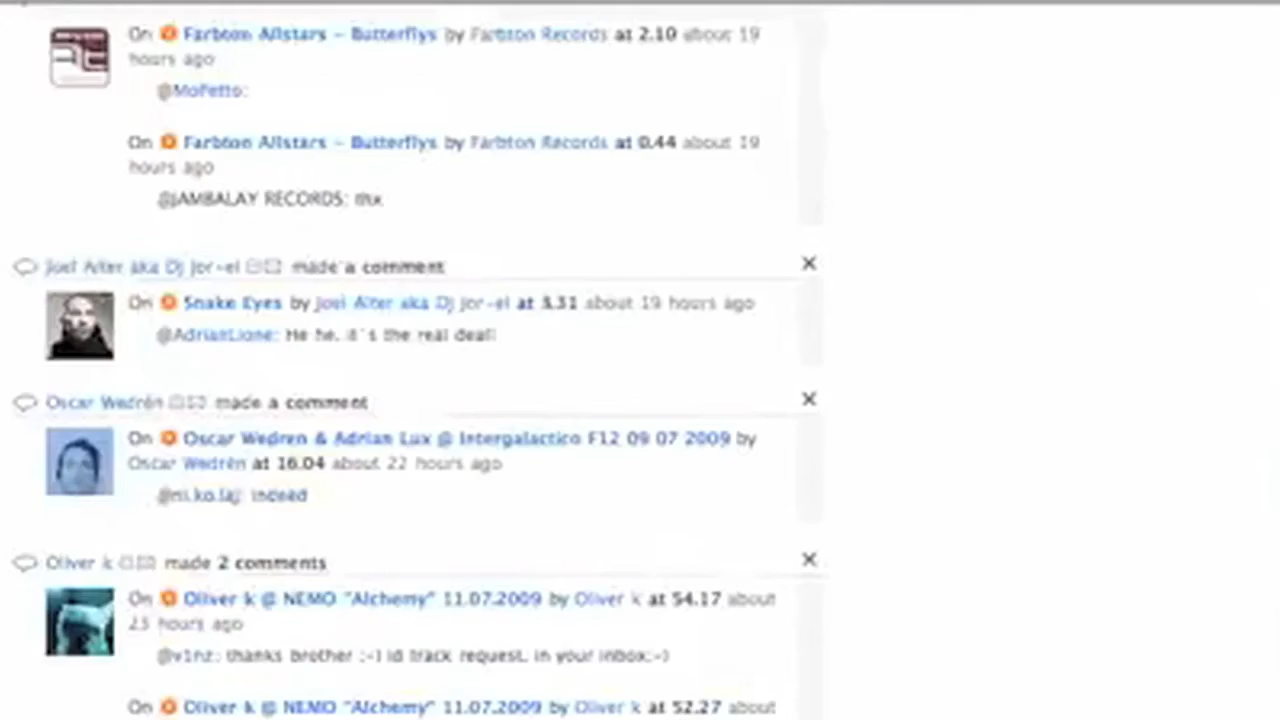 On Farbton Allstars - Butterflys by Farbton Records at 2.10 about 19
hours ago
@MoPetto:
On Farbton Allstars - Butterflys by Farbton Records at 0.44 about 19
hours ago
@JAMBALAY RECORDS: thx
Joel Alter aka Dj Jor-el made a comment
On Snake Eyes by Joel Alter aka Dj Jor-el at 3.31 about 19 hours ago
@AdrianLione: He he, it´s the real deal!
Oscar Wedrén made a comment
On Oscar Wedren & Adrian Lux @ Intergalactico F12 09 07 2009 by
Oscar Wedrén at 16.04 about 22 hours ago
@ni.ko.laj: indeed
Oliver k made 2 comments
On Oliver k @ NEMO "Alchemy" 11.07.2009 by Oliver k at 54.17 about
23 hours ago
@v1nz: thanks brother ;-) id track request, in your inbox:-)
On Oliver k @ NEMO "Alchemy" 11.07.2009 by Oliver k at 52.27 about